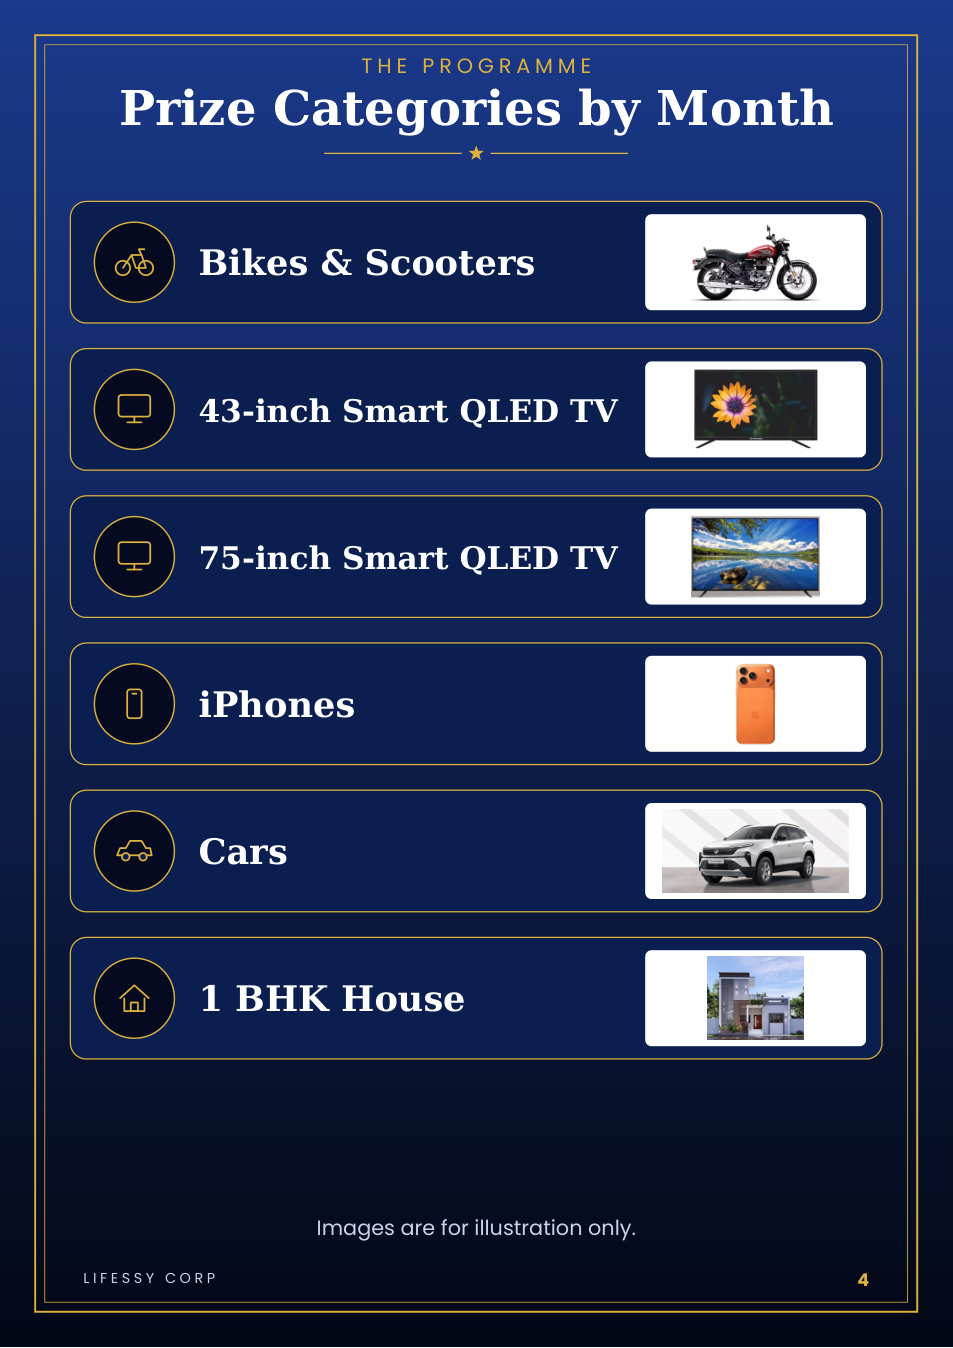 THE PROGRAMME
Prize Categories by Month
Bikes & Scooters
43-inch Smart QLED TV
75-inch Smart QLED TV
iPhones
Cars
1 BHK House
Images are for illustration only.
LIFESSY CORP
4